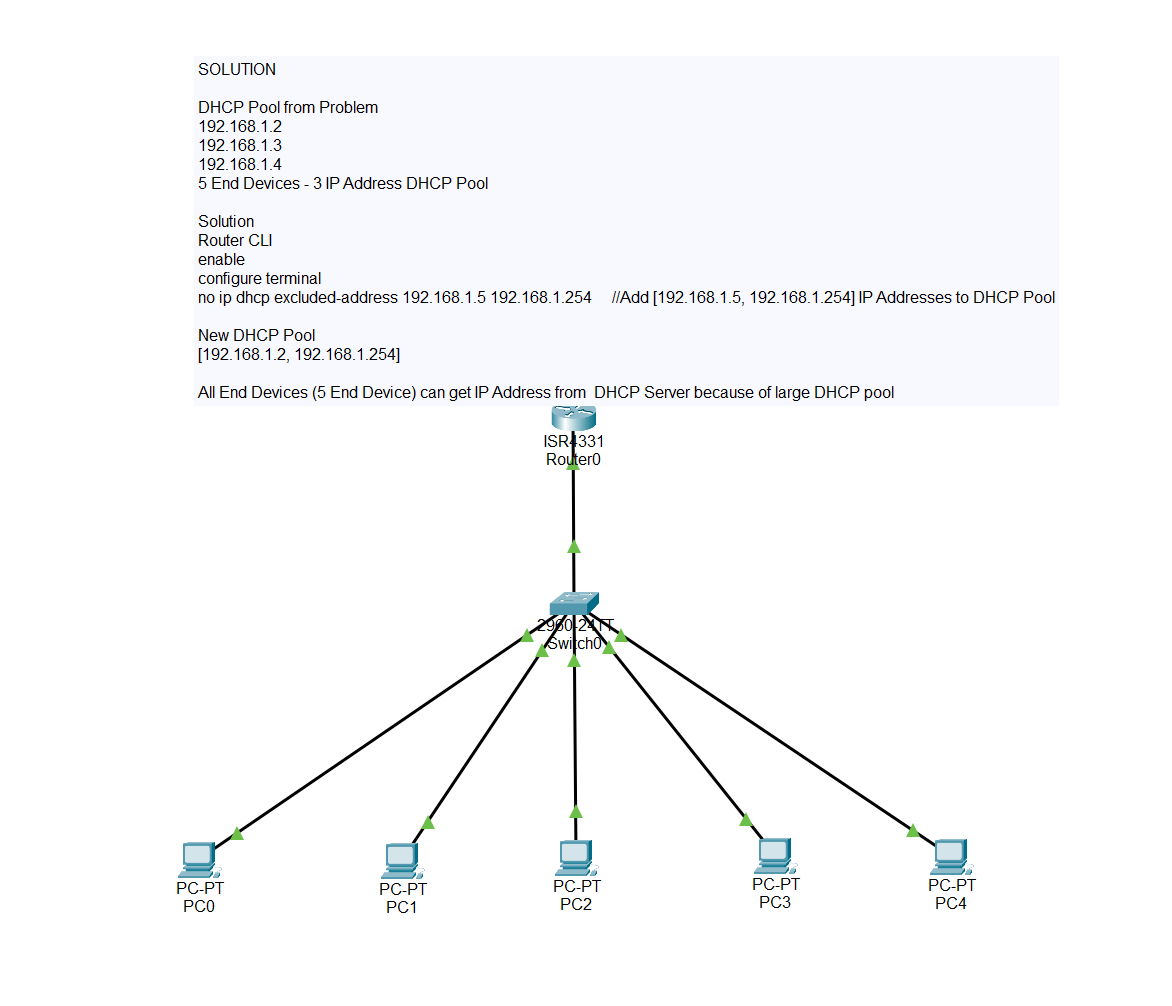 SOLUTION
DHCP Pool from Problem
192.168.1.2
192.168.1.3
192.168.1.4
5 End Devices - 3 IP Address DHCP Pool
Solution
Router CLI
enable
configure terminal
no ip dhcp excluded-address 192.168.1.5 192.168.1.254 //Add [192.168.1.5, 192.168.1.254] IP Addresses to DHCP Pool
New DHCP Pool
[192.168.1.2, 192.168.1.254]
All End Devices (5 End Device) can get IP Address from DHCP Server because of large DHCP pool
ISR4331
Router0
2960-24TT
Switch0
PC-PT
PC0
PC-PT
PC1
PC-PT
PC2
PC-PT
PC3
PC-PT
PC4